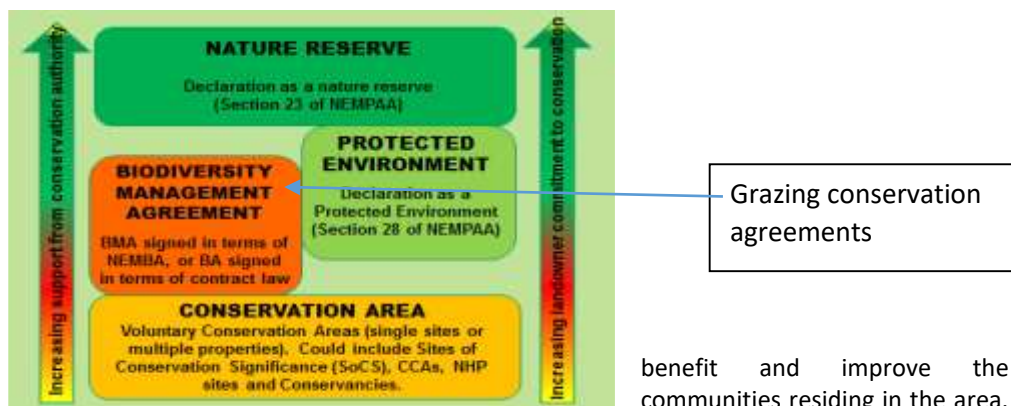 Increasing support from conservation authority
NATURE RESERVE
Declaration as a nature reserve
(Section 23 of NEMPAA)
PROTECTED
ENVIRONMENT
Declaration as a
Protected Environment
(Section 28 of NEMPAA)
BIODIVERSITY
MANAGEMENT
AGREEMENT
BMA signed in terms of
NEMBA, or BA signed
in terms of contract law
CONSERVATION AREA
Voluntary Conservation Areas (single sites or
multiple properties). Could include Sites of
Conservation Significance (SoCS), CCAs, NHP
sites and Conservancies.
Increasing landowner commitment to conservation
Grazing conservation
agreements
benefit and improve the
communities residing in the area.